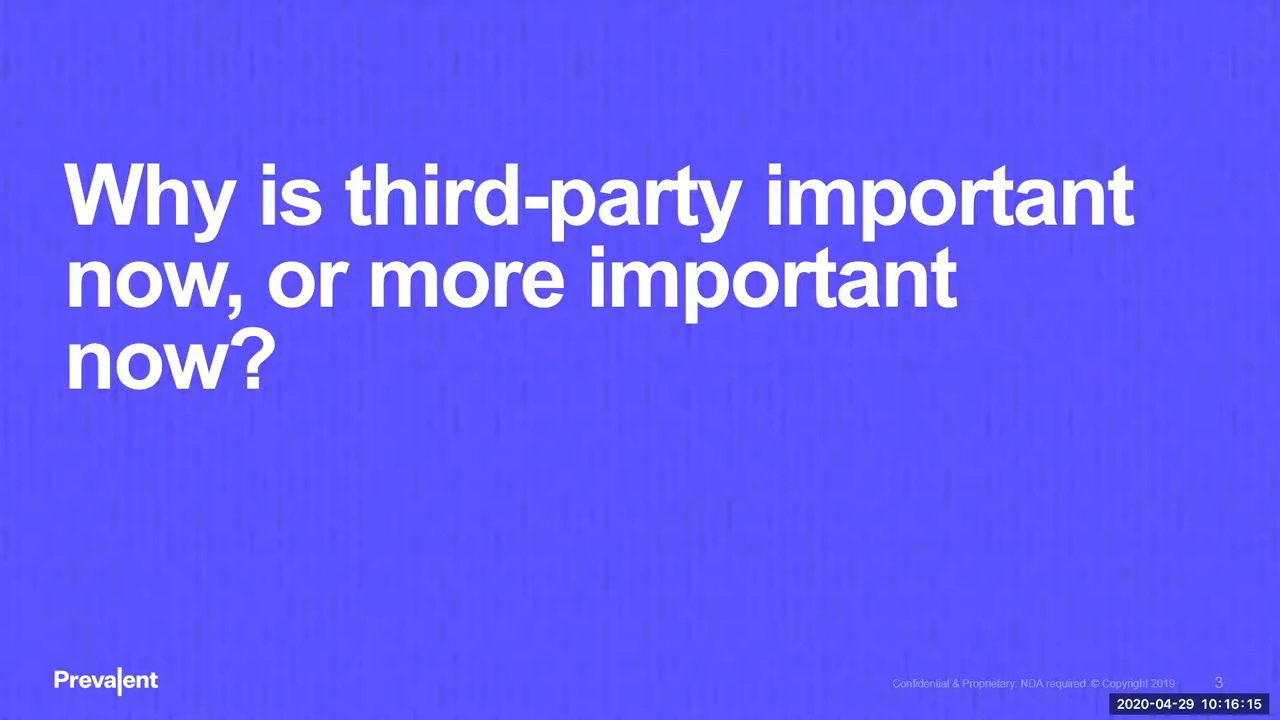 Why is third-party important
now, or more important
now?
Prevalent
Confidential & Proprietary; NDA required. © Copyright 2019
3
2020-04-29 10:16:15